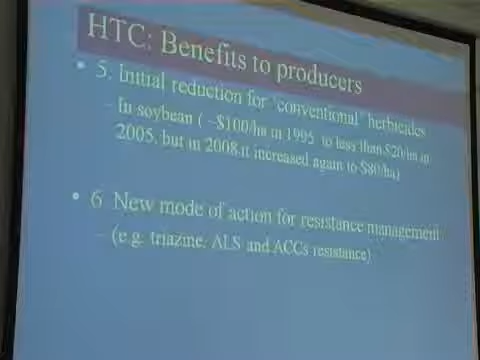 HTC: Benefits to producers
• 5. Initial reduction for "conventional" herbicides
– In soybean ( ~$100/ha in 1995 to less than $20/ha in
2005, but in 2008 it increased again to $80/ha)
• 6 New mode of action for resistance management
– (e.g. triazine, ALS and ACCs resistance)